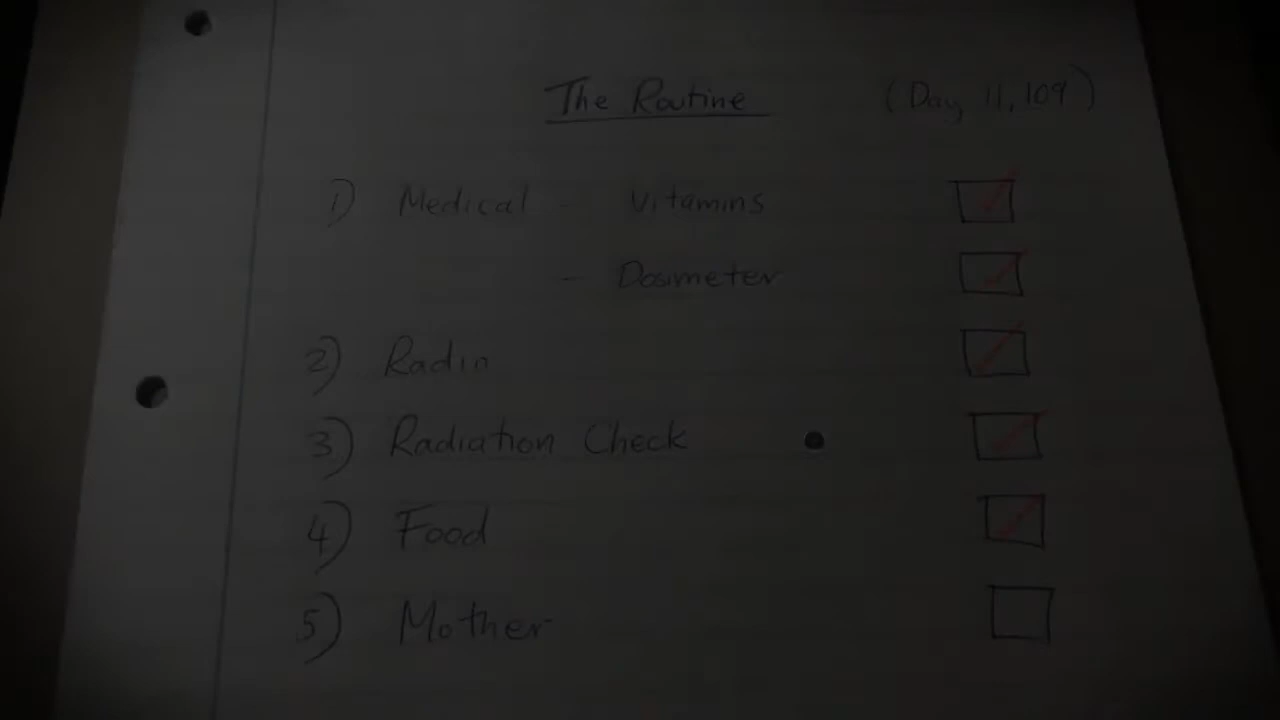 The Routine (Day 11,109)
1) Medical - Vitamins
- Dosimeter
2) Radio
3) Radiation Check
4) Food
5) Mother